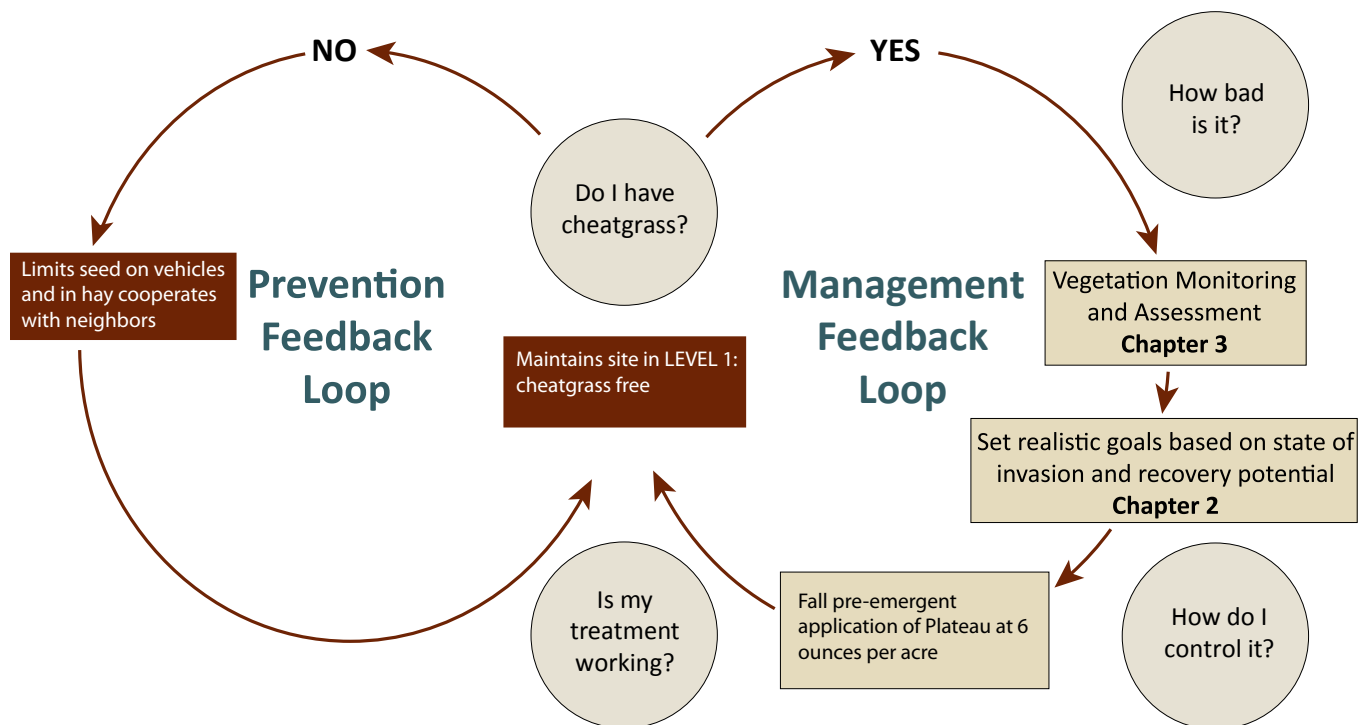 NO
YES
How bad
is it?
Do I have
cheatgrass?
Limits seed on vehicles
and in hay cooperates
with neighbors
Prevention
Feedback
Loop
Maintains site in LEVEL 1:
cheatgrass free
Management
Feedback
Loop
Vegetation Monitoring
and Assessment
Chapter 3
Set realistic goals based on state of
invasion and recovery potential
Chapter 2
Is my
treatment
working?
Fall pre-emergent
application of Plateau at 6
ounces per acre
How do I
control it?